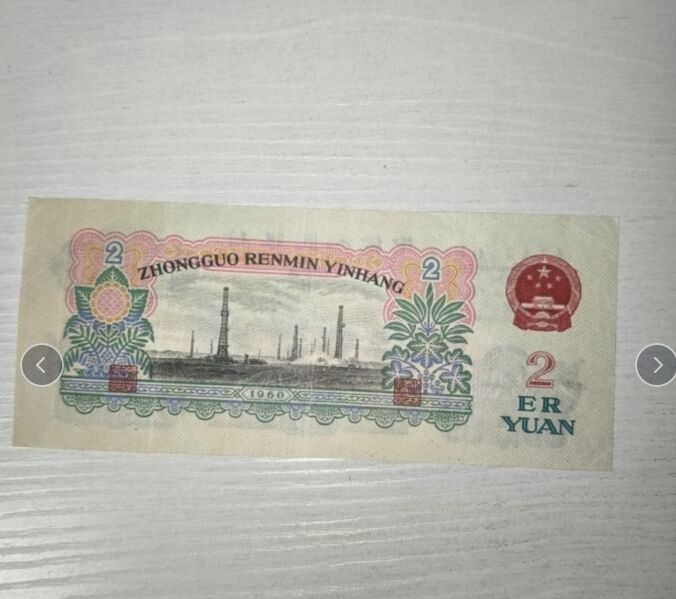 2
ZHONGGUO RENMIN YINHANG
2
1960
2
ER
YUAN